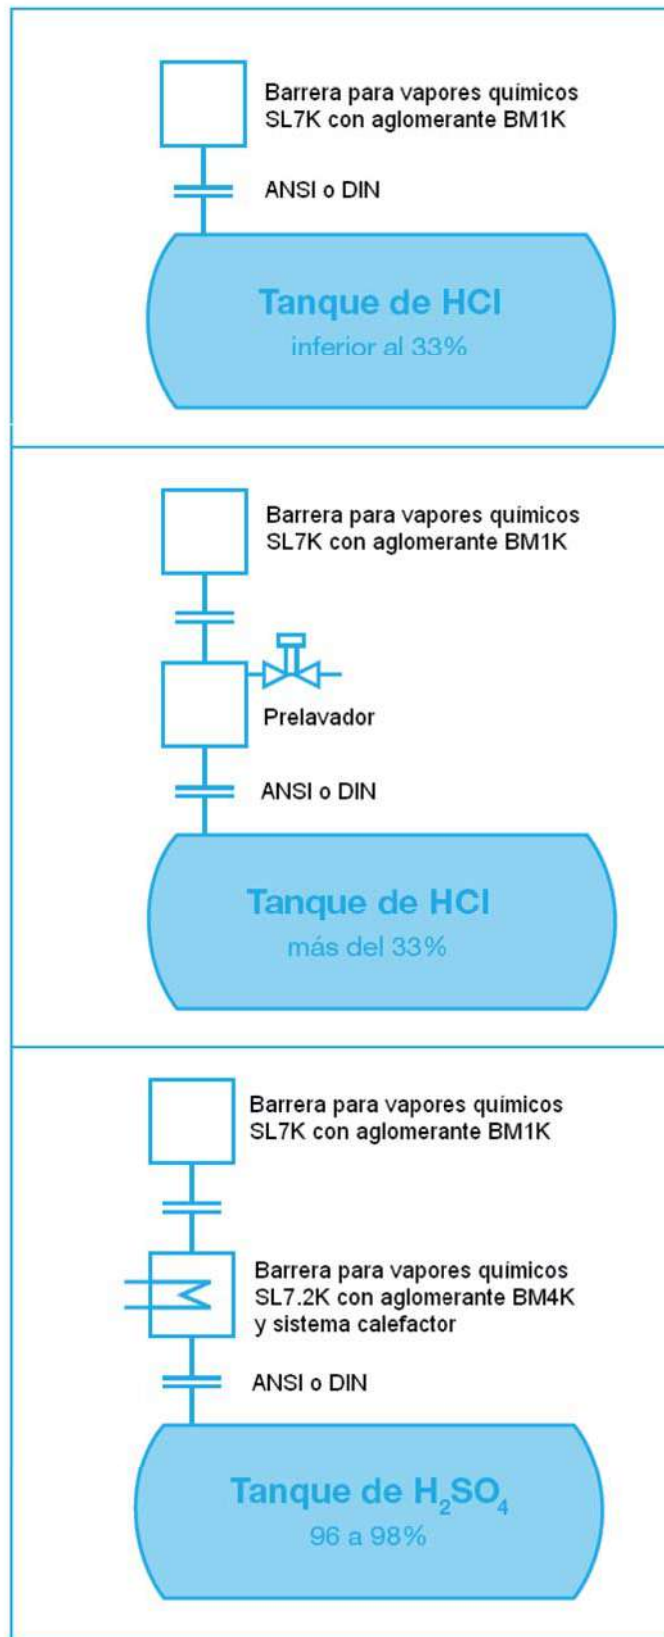 Barrera para vapores químicos
SL7K con aglomerante BM1K
ANSI o DIN
Tanque de HCl
inferior al 33%
Barrera para vapores químicos
SL7K con aglomerante BM1K
Prelavador
ANSI o DIN
Tanque de HCl
más del 33%
Barrera para vapores químicos
SL7K con aglomerante BM1K
Barrera para vapores químicos
SL7.2K con aglomerante BM4K
y sistema calefactor
ANSI o DIN
Tanque de H₂SO₄
96 a 98%